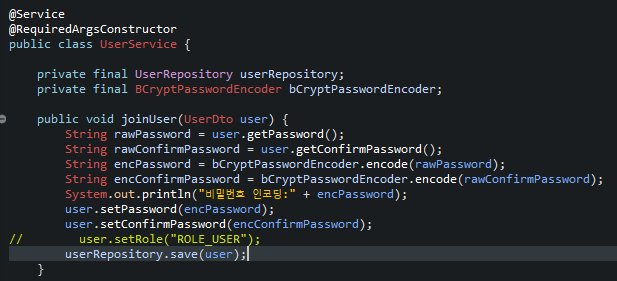 @Service
@RequiredArgsConstructor
public class UserService {
private final UserRepository userRepository;
private final BCryptPasswordEncoder bCryptPasswordEncoder;
public void joinUser(UserDto user) {
String rawPassword = user.getPassword();
String rawConfirmPassword = user.getConfirmPassword();
String encPassword = bCryptPasswordEncoder.encode(rawPassword);
String encConfirmPassword = bCryptPasswordEncoder.encode(rawConfirmPassword);
System.out.println("비밀번호 인코딩:" + encPassword);
user.setPassword(encPassword);
user.setConfirmPassword(encConfirmPassword);
// user.setRole("ROLE_USER");
userRepository.save(user);
}